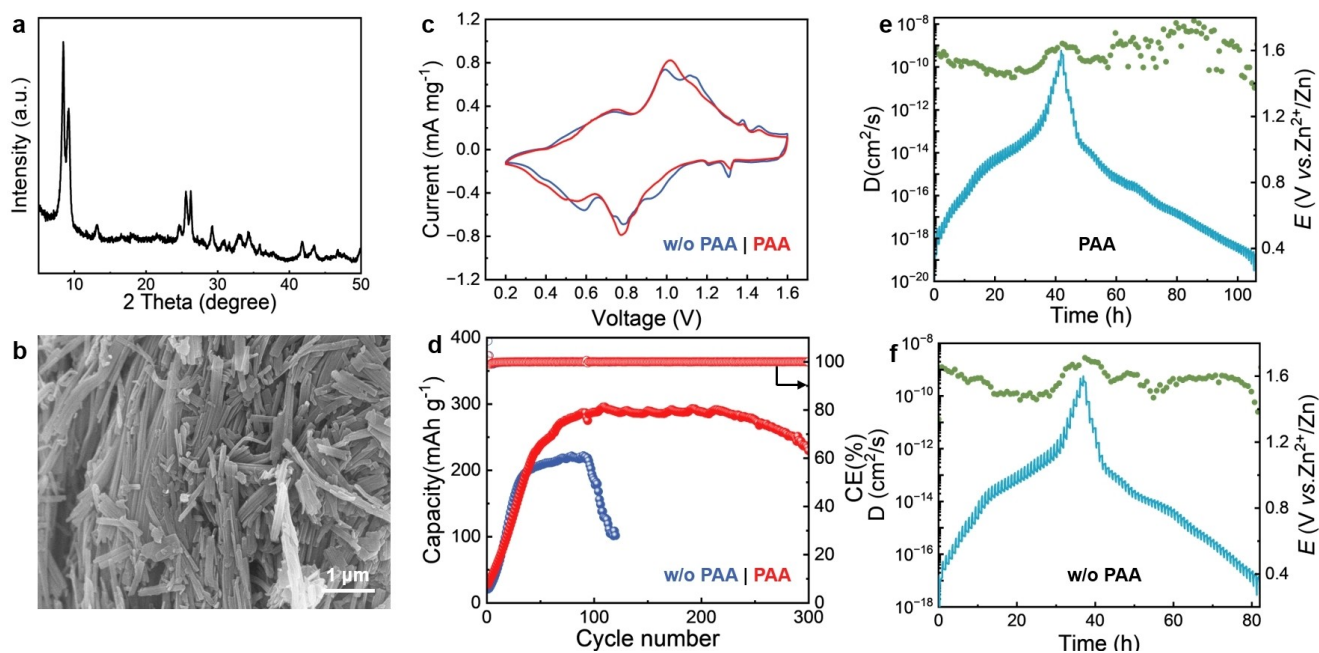 a
Intensity (a.u.)
10 20 30 40 50
2 Theta (degree)
b
1 μm
c
Current (mA mg⁻¹)
1.2
0.8
0.4
0.0
-0.4
-0.8
-1.2
w/o PAA | PAA
0.2 0.4 0.6 0.8 1.0 1.2 1.4 1.6
Voltage (V)
d
Capacity(mAh g⁻¹)
400
300
200
100
0
100
80
60
40
20
0
CE(%)
w/o PAA | PAA
0 100 200 300
Cycle number
e
D(cm²/s)
10⁻⁸
10⁻¹⁰
10⁻¹²
10⁻¹⁴
10⁻¹⁶
10⁻¹⁸
10⁻²⁰
1.6
1.2
0.8
0.4
E (V vs.Zn²⁺/Zn)
PAA
0 20 40 60 80 100
Time (h)
f
D (cm²/s)
10⁻⁸
10⁻¹⁰
10⁻¹²
10⁻¹⁴
10⁻¹⁶
10⁻¹⁸
1.6
1.2
0.8
0.4
E (V vs.Zn²⁺/Zn)
w/o PAA
0 20 40 60 80
Time (h)